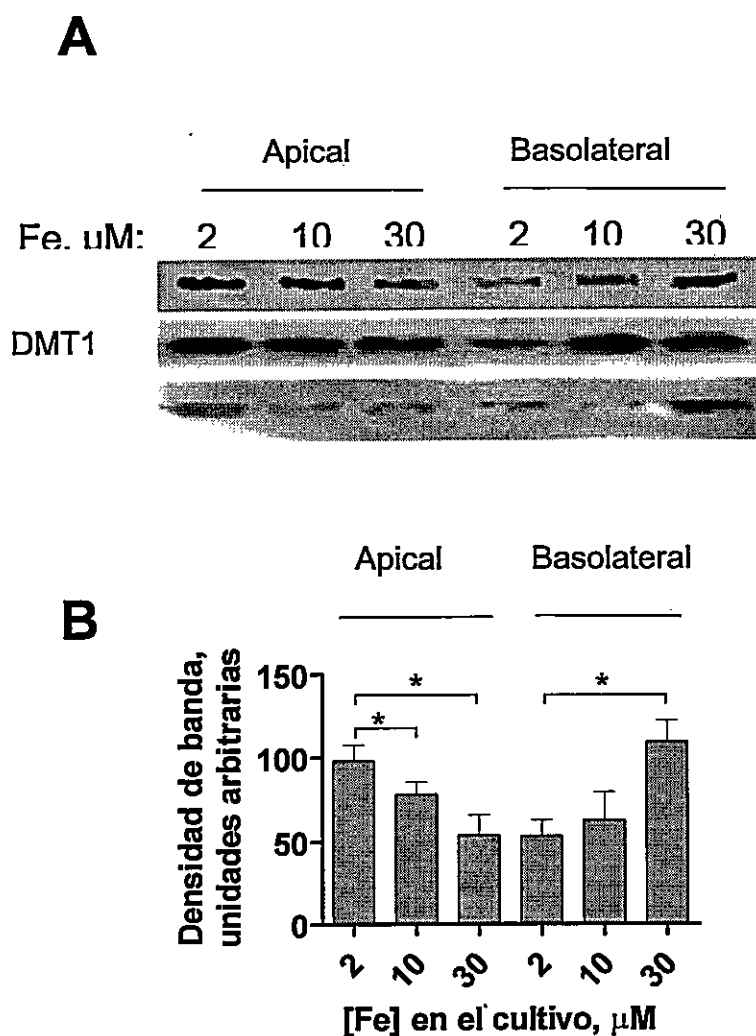 A
Apical Basolateral
Fe, uM: 2 10 30 2 10 30
DMT1
Apical Basolateral
B
Densidad de banda,
unidades arbitrarias
150
100
50
0
* * *
2 10 30 2 10 30
[Fe] en el cultivo, μM